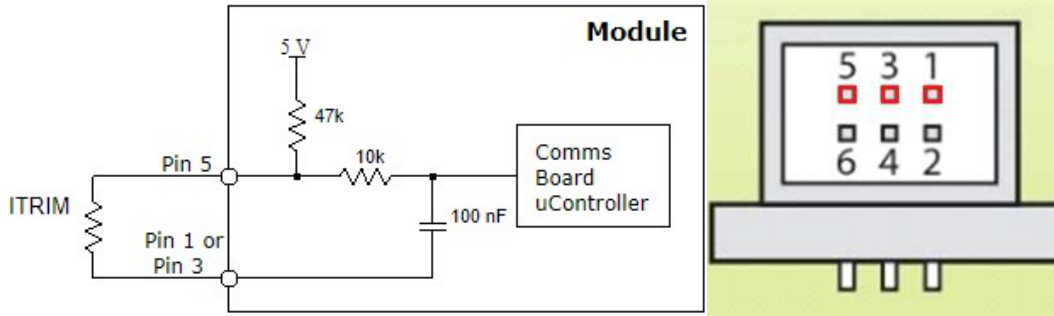 Module
5 V
47k
Pin 5
10k
Comms
Board
uController
ITRIM
100 nF
Pin 1 or
Pin 3
5 3 1
6 4 2